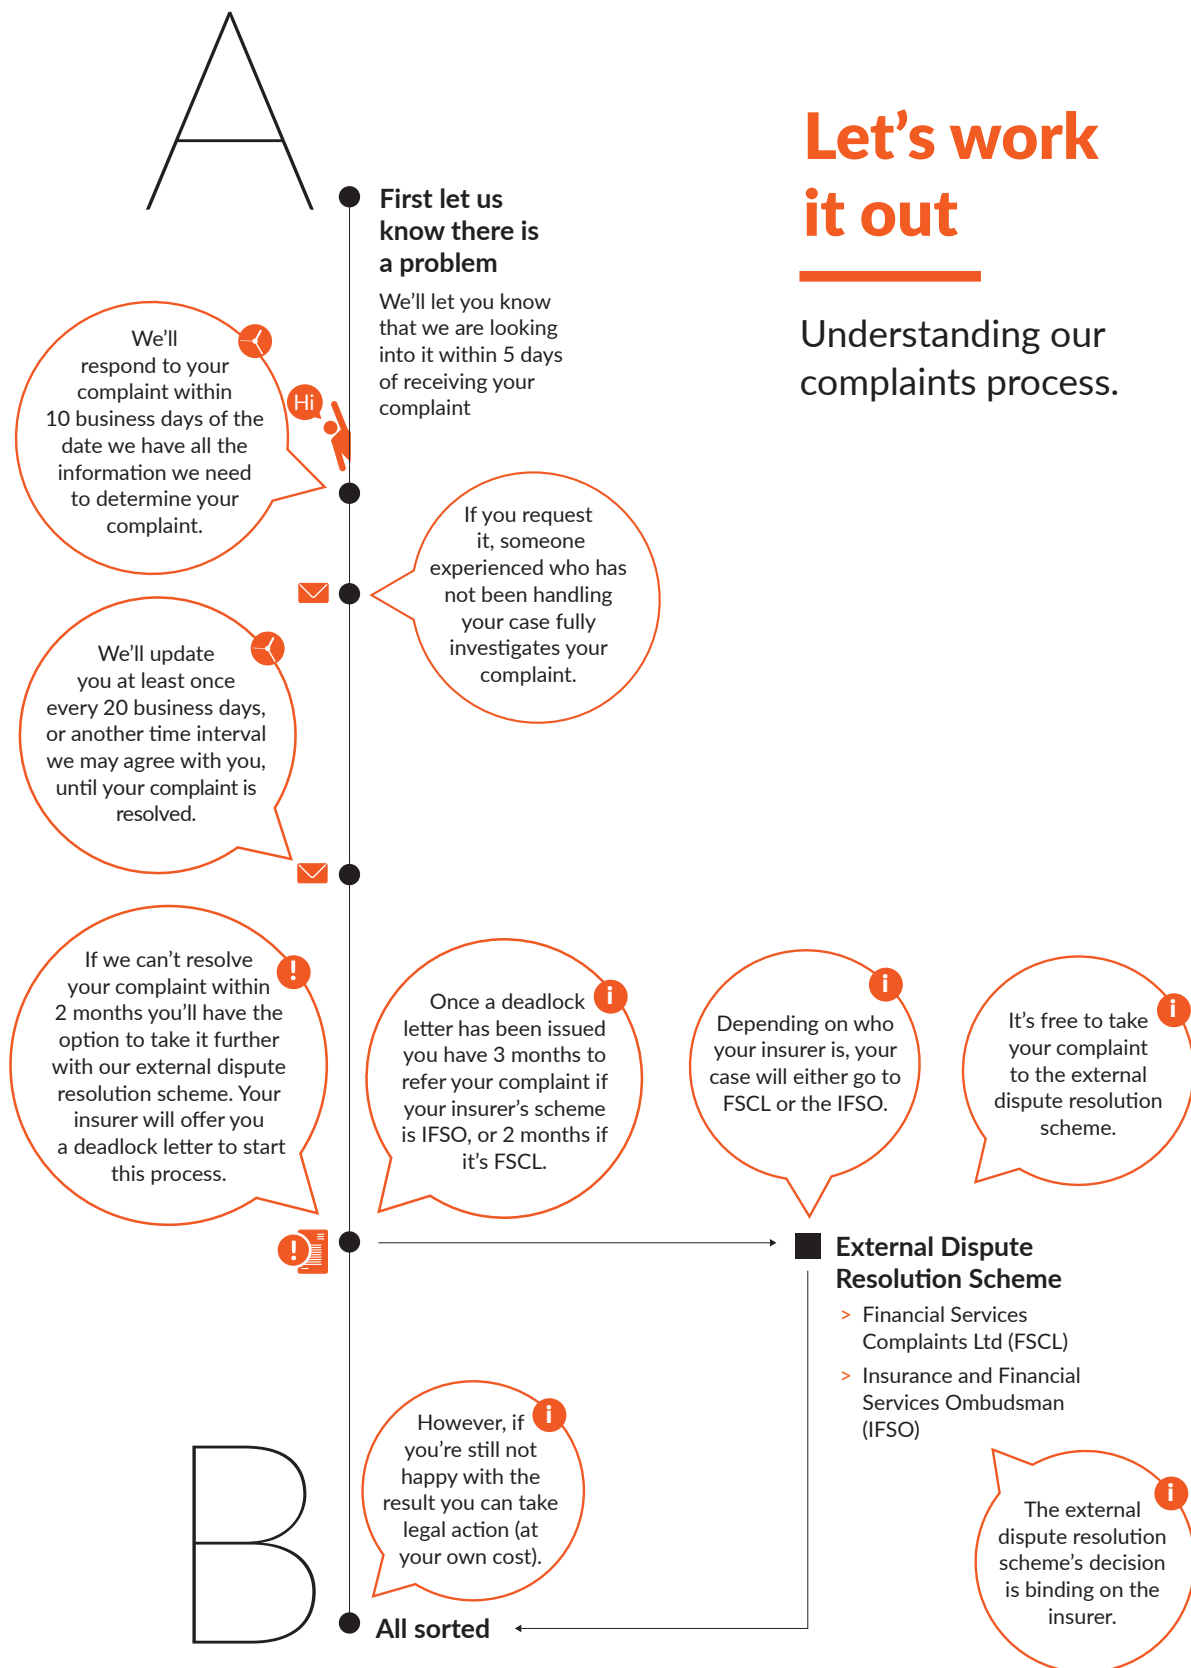 A
Let’s work
it out
Understanding our
complaints process.
First let us
know there is
a problem
We’ll let you know
that we are looking
into it within 5 days
of receiving your
complaint
We’ll
respond to your
complaint within
10 business days of the
date we have all the
information we need
to determine your
complaint.
Hi
If you request
it, someone
experienced who has
not been handling
your case fully
investigates your
complaint.
We’ll update
you at least once
every 20 business days,
or another time interval
we may agree with you,
until your complaint is
resolved.
If we can’t resolve
your complaint within
2 months you’ll have the
option to take it further
with our external dispute
resolution scheme. Your
insurer will offer you
a deadlock letter to start
this process.
!
Once a deadlock
letter has been issued
you have 3 months to
refer your complaint if
your insurer’s scheme
is IFSO, or 2 months if
it’s FSCL.
i
Depending on who
your insurer is, your
case will either go to
FSCL or the IFSO.
i
It’s free to take
your complaint
to the external
dispute resolution
scheme.
i
!
External Dispute
Resolution Scheme
> Financial Services
Complaints Ltd (FSCL)
> Insurance and Financial
Services Ombudsman
(IFSO)
However, if
you’re still not
happy with the
result you can take
legal action (at
your own cost).
i
The external
dispute resolution
scheme’s decision
is binding on the
insurer.
i
B
All sorted